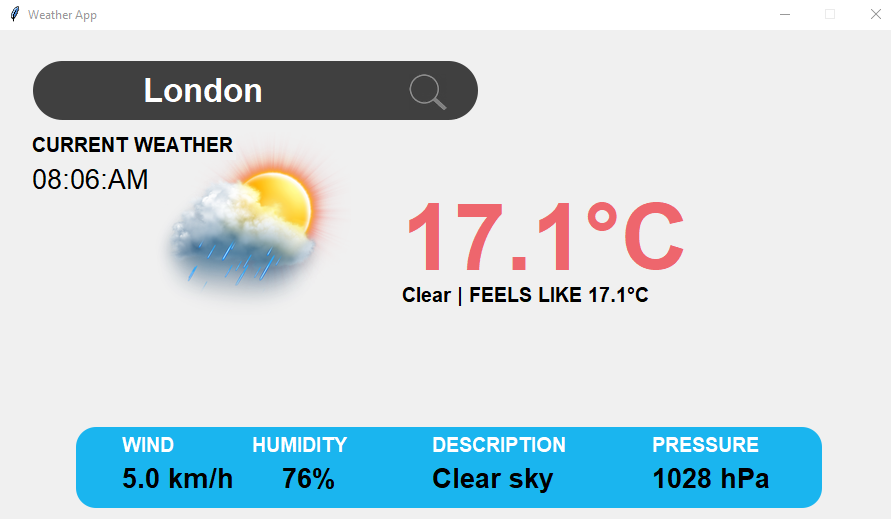 Weather App
London
CURRENT WEATHER
08:06:AM
17.1°C
Clear | FEELS LIKE 17.1°C
WIND HUMIDITY DESCRIPTION PRESSURE
5.0 km/h 76% Clear sky 1028 hPa